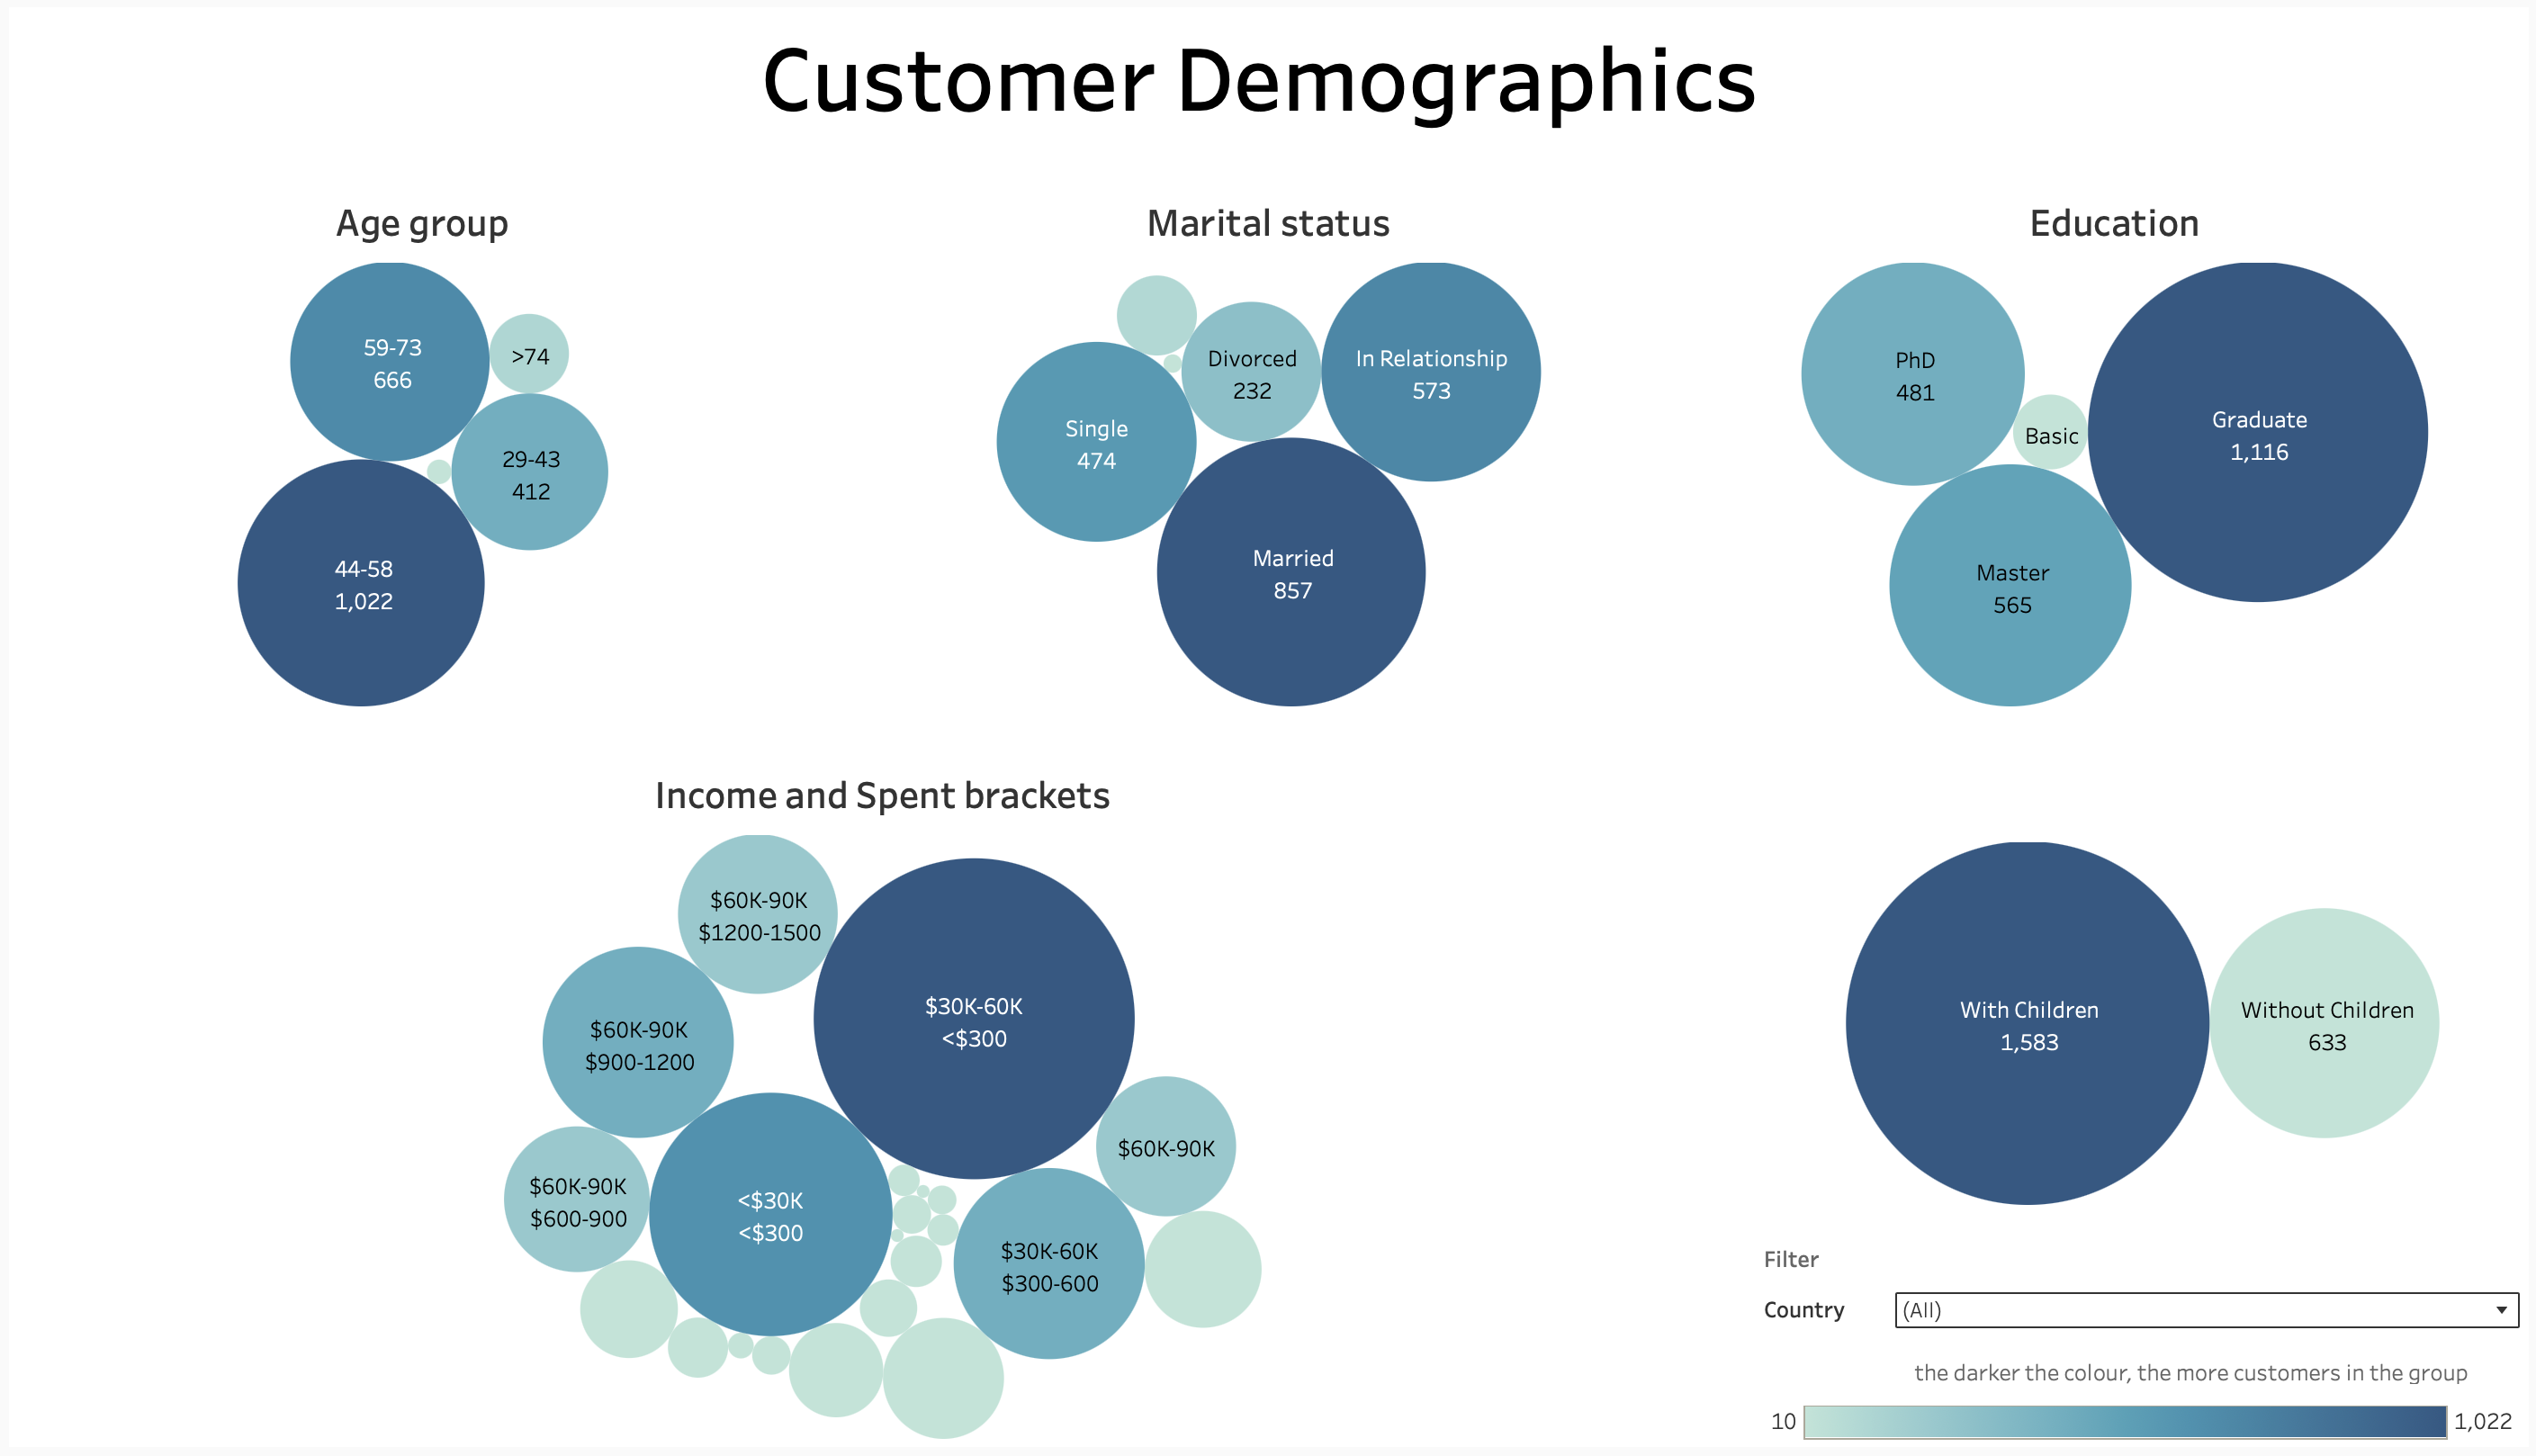 Customer Demographics
Age group
59-73
666
>74
29-43
412
44-58
1,022
Marital status
Divorced
232
In Relationship
573
Single
474
Married
857
Education
PhD
481
Basic
Graduate
1,116
Master
565
Income and Spent brackets
$60K-90K
$1200-1500
$30K-60K
<$300
$60K-90K
$900-1200
$60K-90K
$60K-90K
$600-900
<$30K
<$300
$30K-60K
$300-600
With Children
1,583
Without Children
633
Filter
Country
(All)
the darker the colour, the more customers in the group
10
1,022